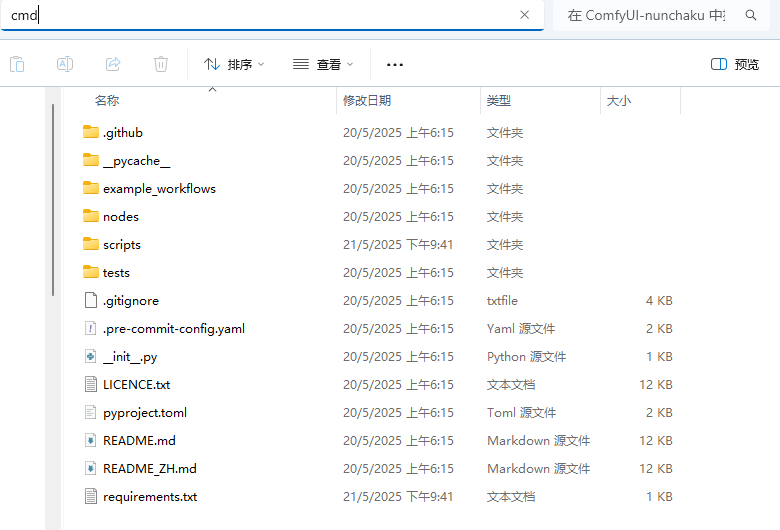 cmd
在 ComfyUI-nunchaku 中
排序 查看 预览
名称 修改日期 类型 大小
.github 20/5/2025 上午6:15 文件夹
__pycache__ 20/5/2025 上午6:15 文件夹
example_workflows 20/5/2025 上午6:15 文件夹
nodes 20/5/2025 上午6:15 文件夹
scripts 21/5/2025 下午9:41 文件夹
tests 20/5/2025 上午6:15 文件夹
.gitignore 20/5/2025 上午6:15 txtfile 4 KB
.pre-commit-config.yaml 20/5/2025 上午6:15 Yaml 源文件 2 KB
__init__.py 20/5/2025 上午6:15 Python 源文件 1 KB
LICENCE.txt 20/5/2025 上午6:15 文本文档 12 KB
pyproject.toml 20/5/2025 上午6:15 Toml 源文件 2 KB
README.md 20/5/2025 上午6:15 Markdown 源文件 12 KB
README_ZH.md 20/5/2025 上午6:15 Markdown 源文件 12 KB
requirements.txt 21/5/2025 下午9:41 文本文档 1 KB